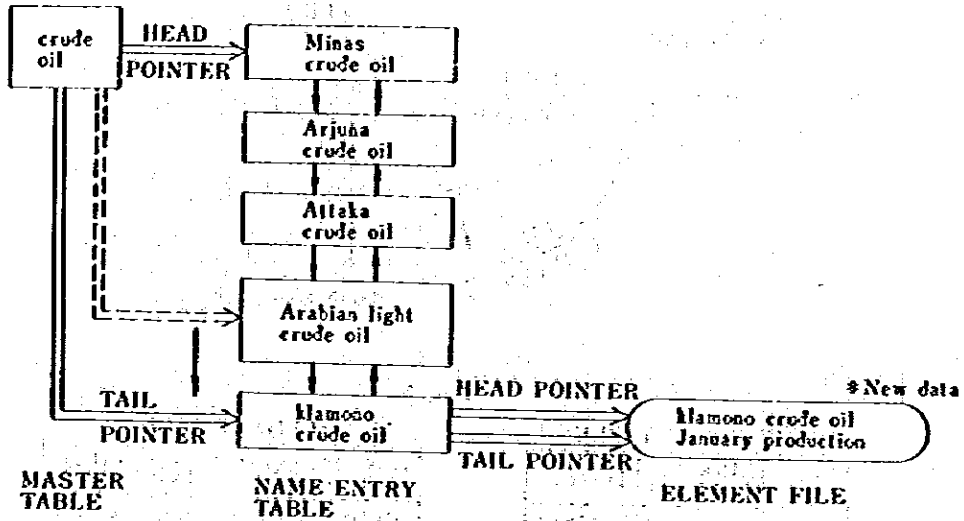 crude
oil
HEAD
POINTER
Minas
crude oil
Arjuna
crude oil
Attaka
crude oil
Arabian light
crude oil
TAIL
POINTER
Klamono
crude oil
HEAD POINTER
TAIL POINTER
*New data
Klamono crude oil
January production
MASTER
TABLE
NAME ENTRY
TABLE
ELEMENT FILE